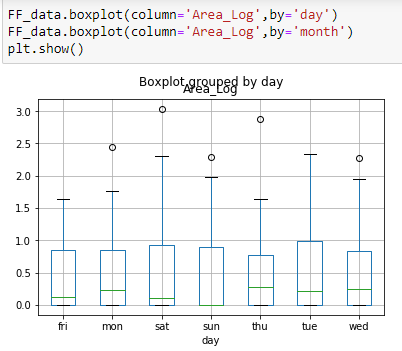 FF_data.boxplot(column='Area_Log',by='day')
FF_data.boxplot(column='Area_Log',by='month')
plt.show()
Boxplot grouped by day
Area_Log
3.0
2.5
2.0
1.5
1.0
0.5
0.0
fri mon sat sun thu tue wed
day